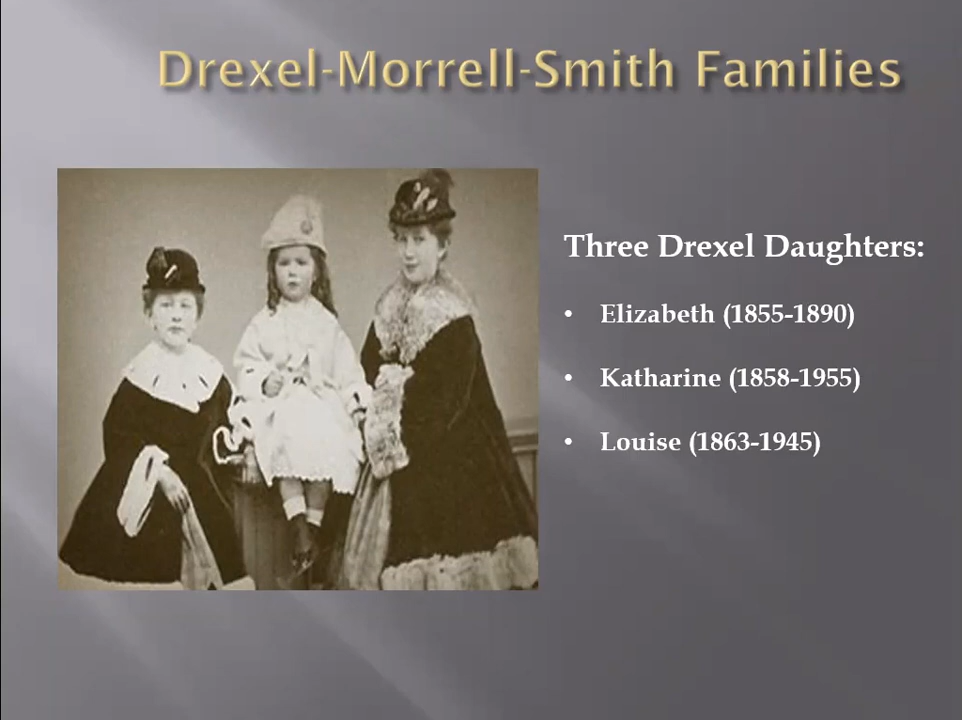 Drexel-Morrell-Smith Families
Three Drexel Daughters:
• Elizabeth (1855-1890)
• Katharine (1858-1955)
• Louise (1863-1945)